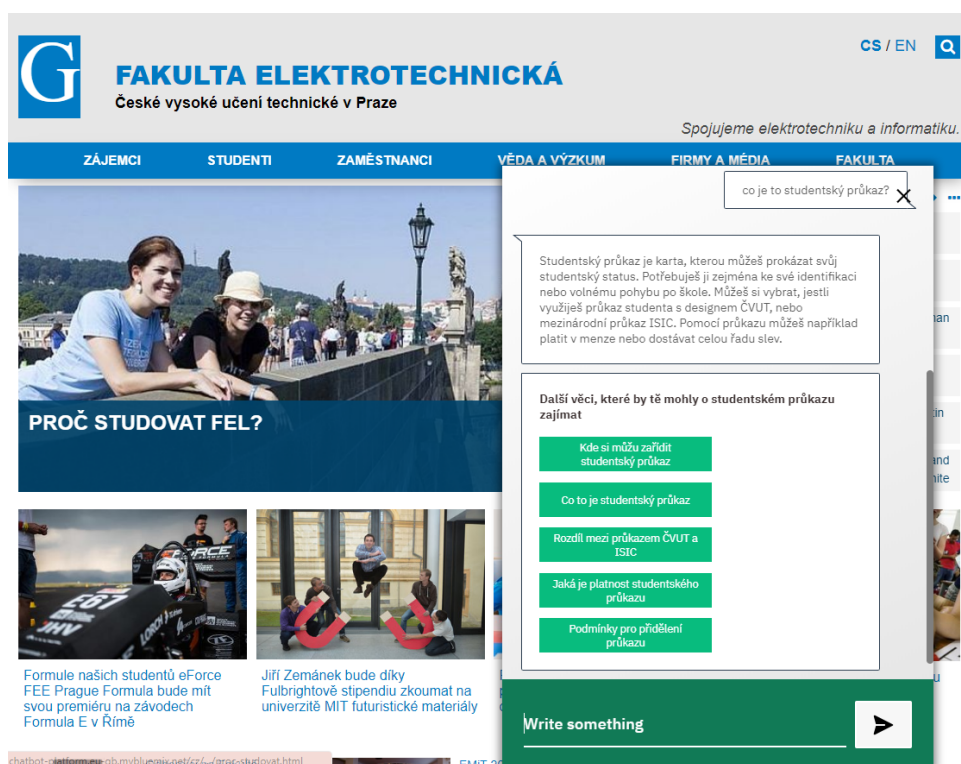 CS / EN
G
FAKULTA ELEKTROTECHNICKÁ
České vysoké učení technické v Praze
Spojujeme elektrotechniku a informatiku.
ZÁJEMCI STUDENTI ZAMĚSTNANCI VĚDA A VÝZKUM FIRMY A MÉDIA FAKULTA
co je to studentský průkaz?
Studentský průkaz je karta, kterou můžeš prokázat svůj
studentský status. Potřebuješ ji zejména ke své identifikaci
nebo volnému pohybu po škole. Můžeš si vybrat, jestli
využiješ průkaz studenta s designem ČVUT, nebo
mezinárodní průkaz ISIC. Pomocí průkazu můžeš například
platit v menze nebo dostávat celou řadu slev.
Další věci, které by tě mohly o studentském průkazu
zajímat
Kde si můžu zařídit
studentský průkaz
Co to je studentský průkaz
Rozdíl mezi průkazem ČVUT a
ISIC
Jaká je platnost studentského
průkazu
Podmínky pro přidělení
průkazu
Write something
PROČ STUDOVAT FEL?
FORCE
E67
JHV
LORCH
Formule našich studentů eForce
FEE Prague Formula bude mít
svou premiéru na závodech
Formula E v Římě
Jiří Zemánek bude díky
Fulbrightově stipendiu zkoumat na
univerzitě MIT futuristické materiály